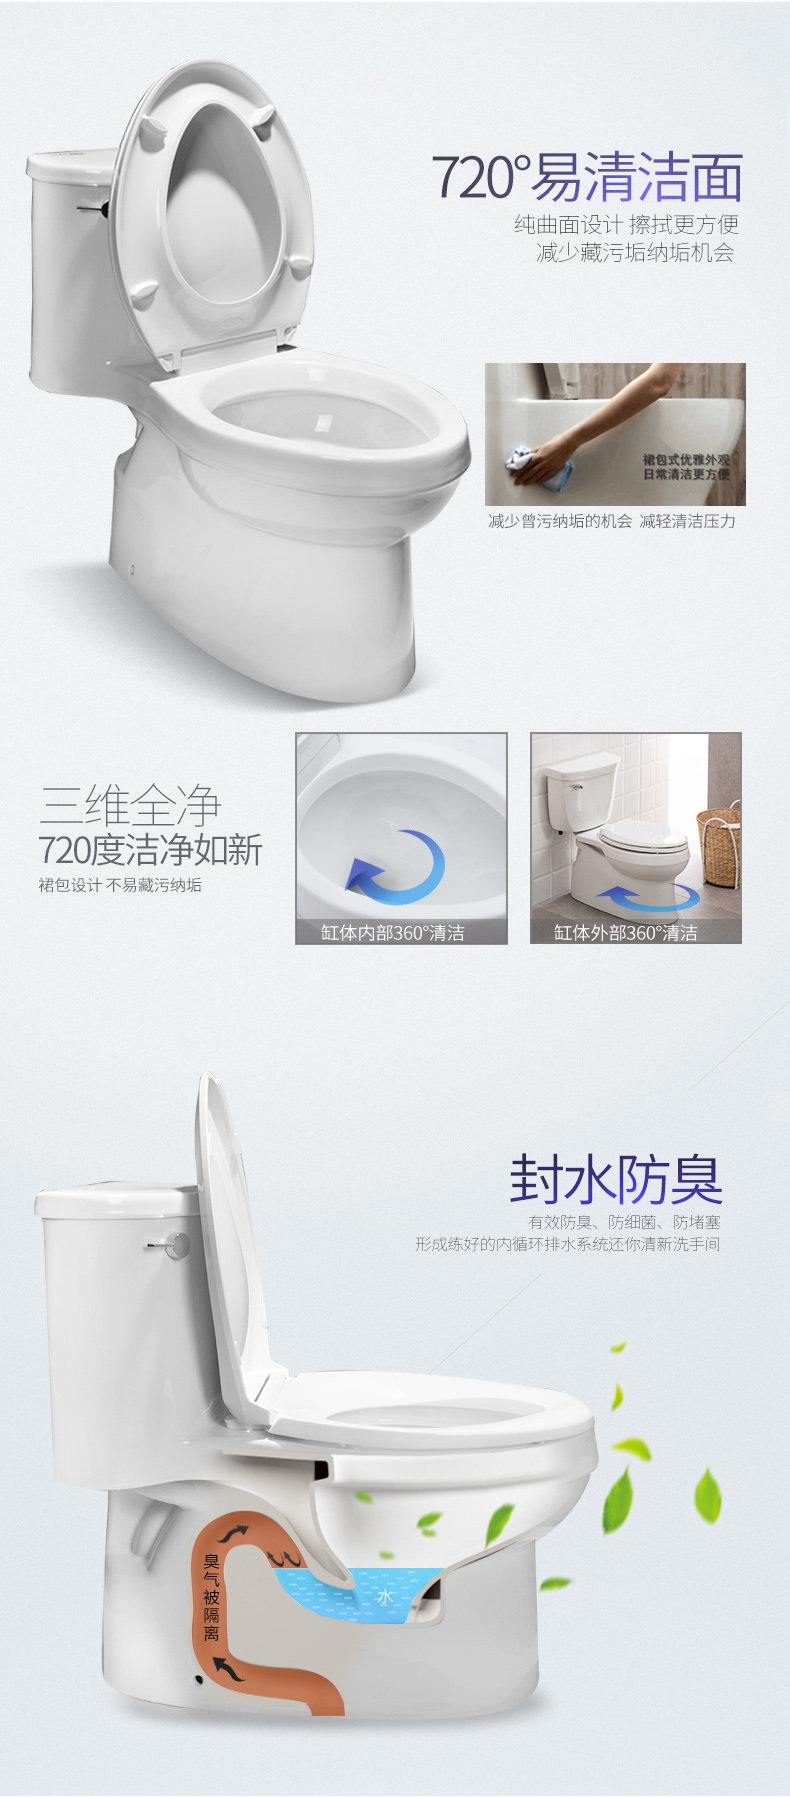 720°易清洁面
纯曲面设计 擦拭更方便
减少藏污垢纳垢机会
裙包式优雅外观
日常清洁更方便
减少曾污纳垢的机会 减轻清洁压力
三维全净
720度洁净如新
裙包设计 不易藏污纳垢
缸体内部360°清洁
缸体外部360°清洁
封水防臭
有效防臭、防细菌、防堵塞
形成练好的内循环排水系统还你清新洗手间
臭气被隔离
水